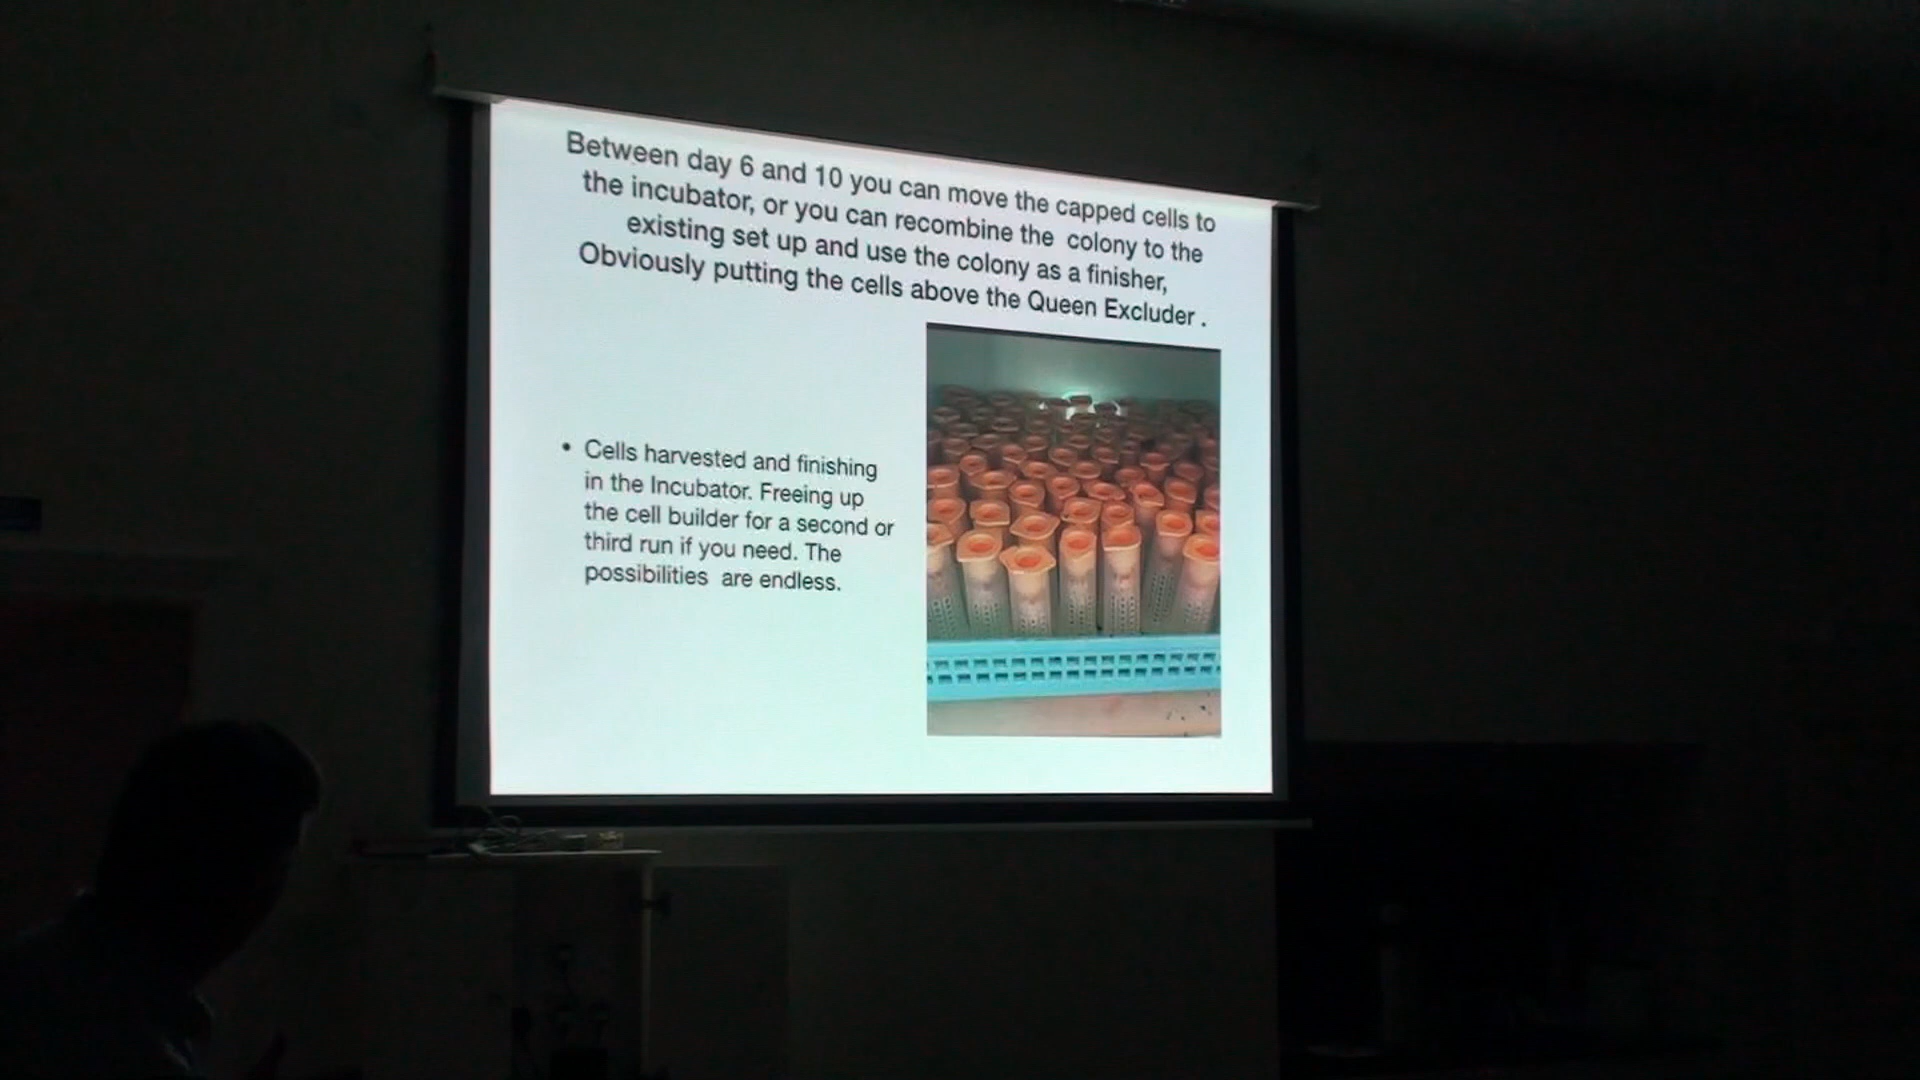 Between day 6 and 10 you can move the capped cells to
the incubator, or you can recombine the colony to the
existing set up and use the colony as a finisher,
Obviously putting the cells above the Queen Excluder .
• Cells harvested and finishing
in the Incubator. Freeing up
the cell builder for a second or
third run if you need. The
possibilities are endless.